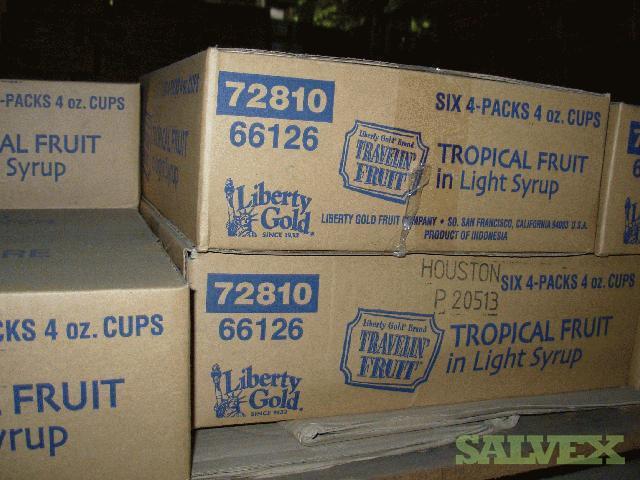 -PACKS 4 oz. CUPS
AL FRUIT
Syrup
72810
66126
SIX 4-PACKS 4 oz. CUPS
Liberty Gold® Brand
TRAVELIN'
FRUIT
TROPICAL FRUIT
in Light Syrup
Liberty
Gold®
SINCE 1932
LIBERTY GOLD FRUIT COMPANY • SO. SAN FRANCISCO, CALIFORNIA 94083 U.S.A.
PRODUCT OF INDONESIA
CKS 4 oz. CUPS
FRUIT
yrup
72810
66126
HOUSTON
P 20513
SIX 4-PACKS 4 oz. CUPS
Liberty Gold® Brand
TRAVELIN'
FRUIT
TROPICAL FRUIT
in Light Syrup
Liberty
Gold®
SINCE 1932
SALVEX